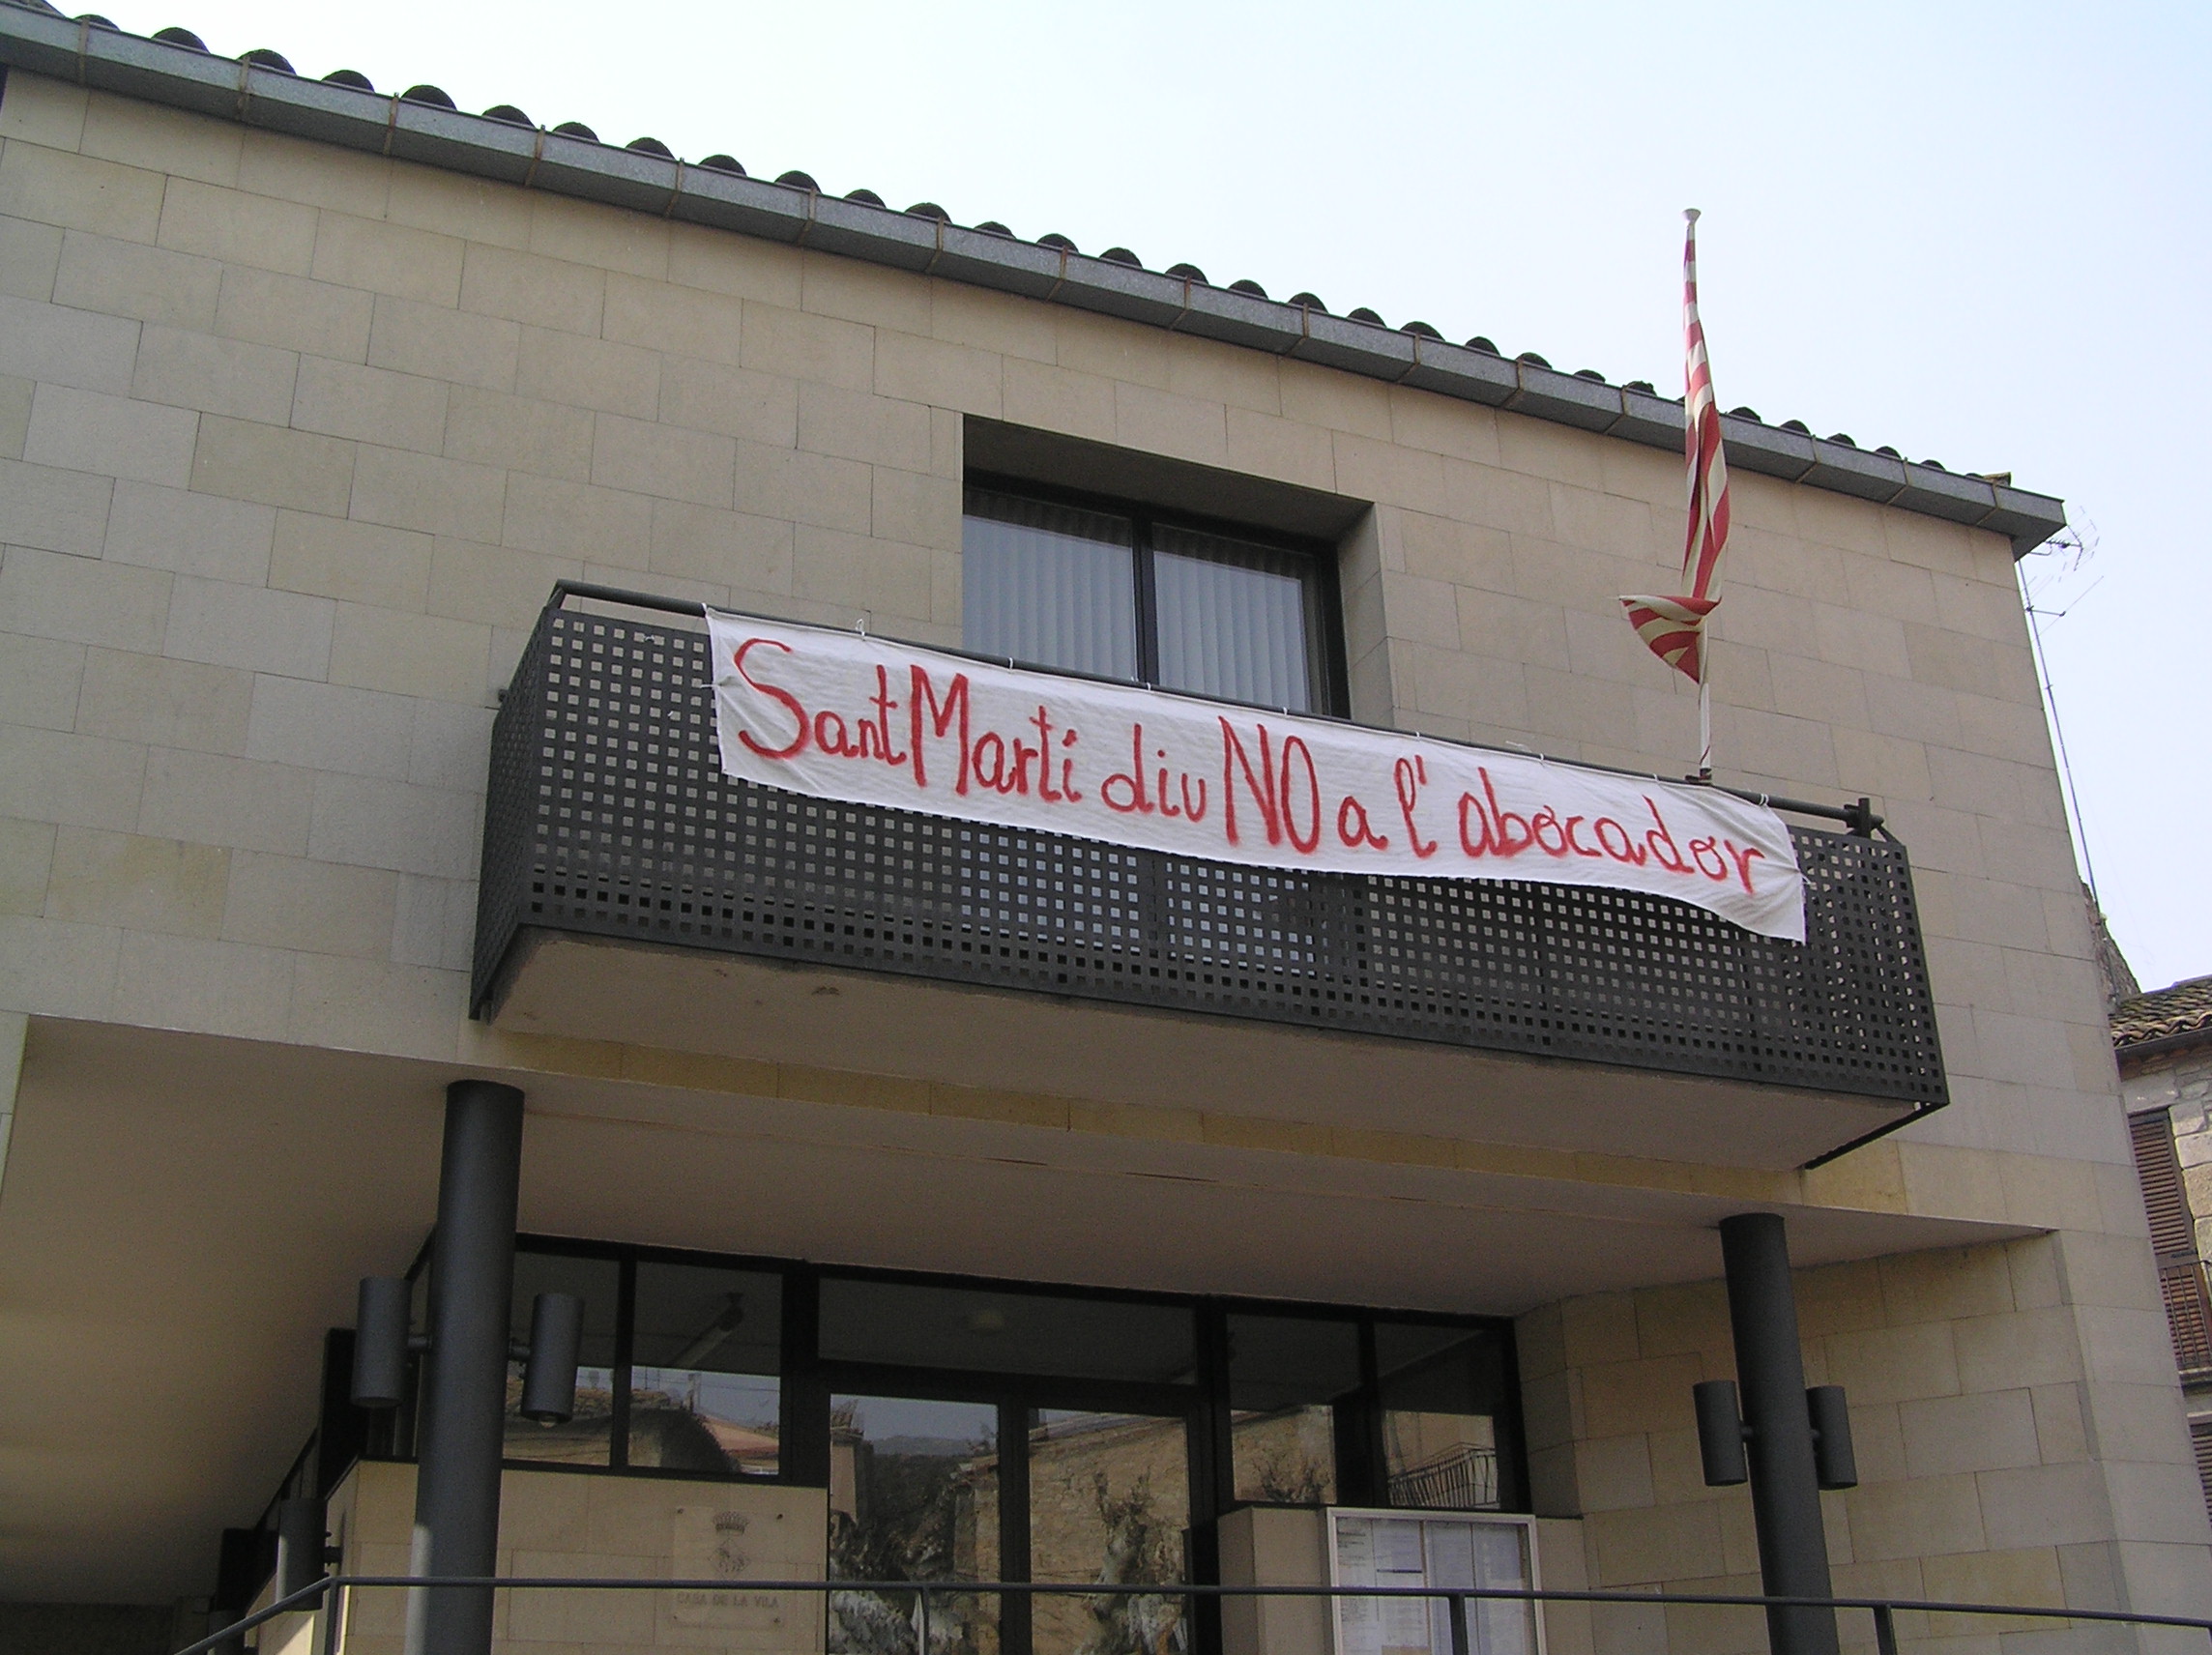 Sant Martí diu NO a l'abocador
CASA DE LA VILA